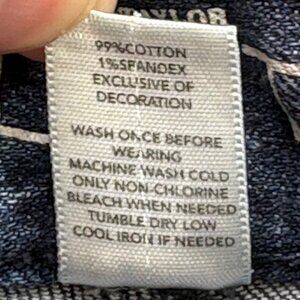 99%COTTON
1%SPANDEX
EXCLUSIVE OF
DECORATION
WASH ONCE BEFORE
WEARING
MACHINE WASH COLD
ONLY NON-CHLORINE
BLEACH WHEN NEEDED
TUMBLE DRY LOW
COOL IRON IF NEEDED